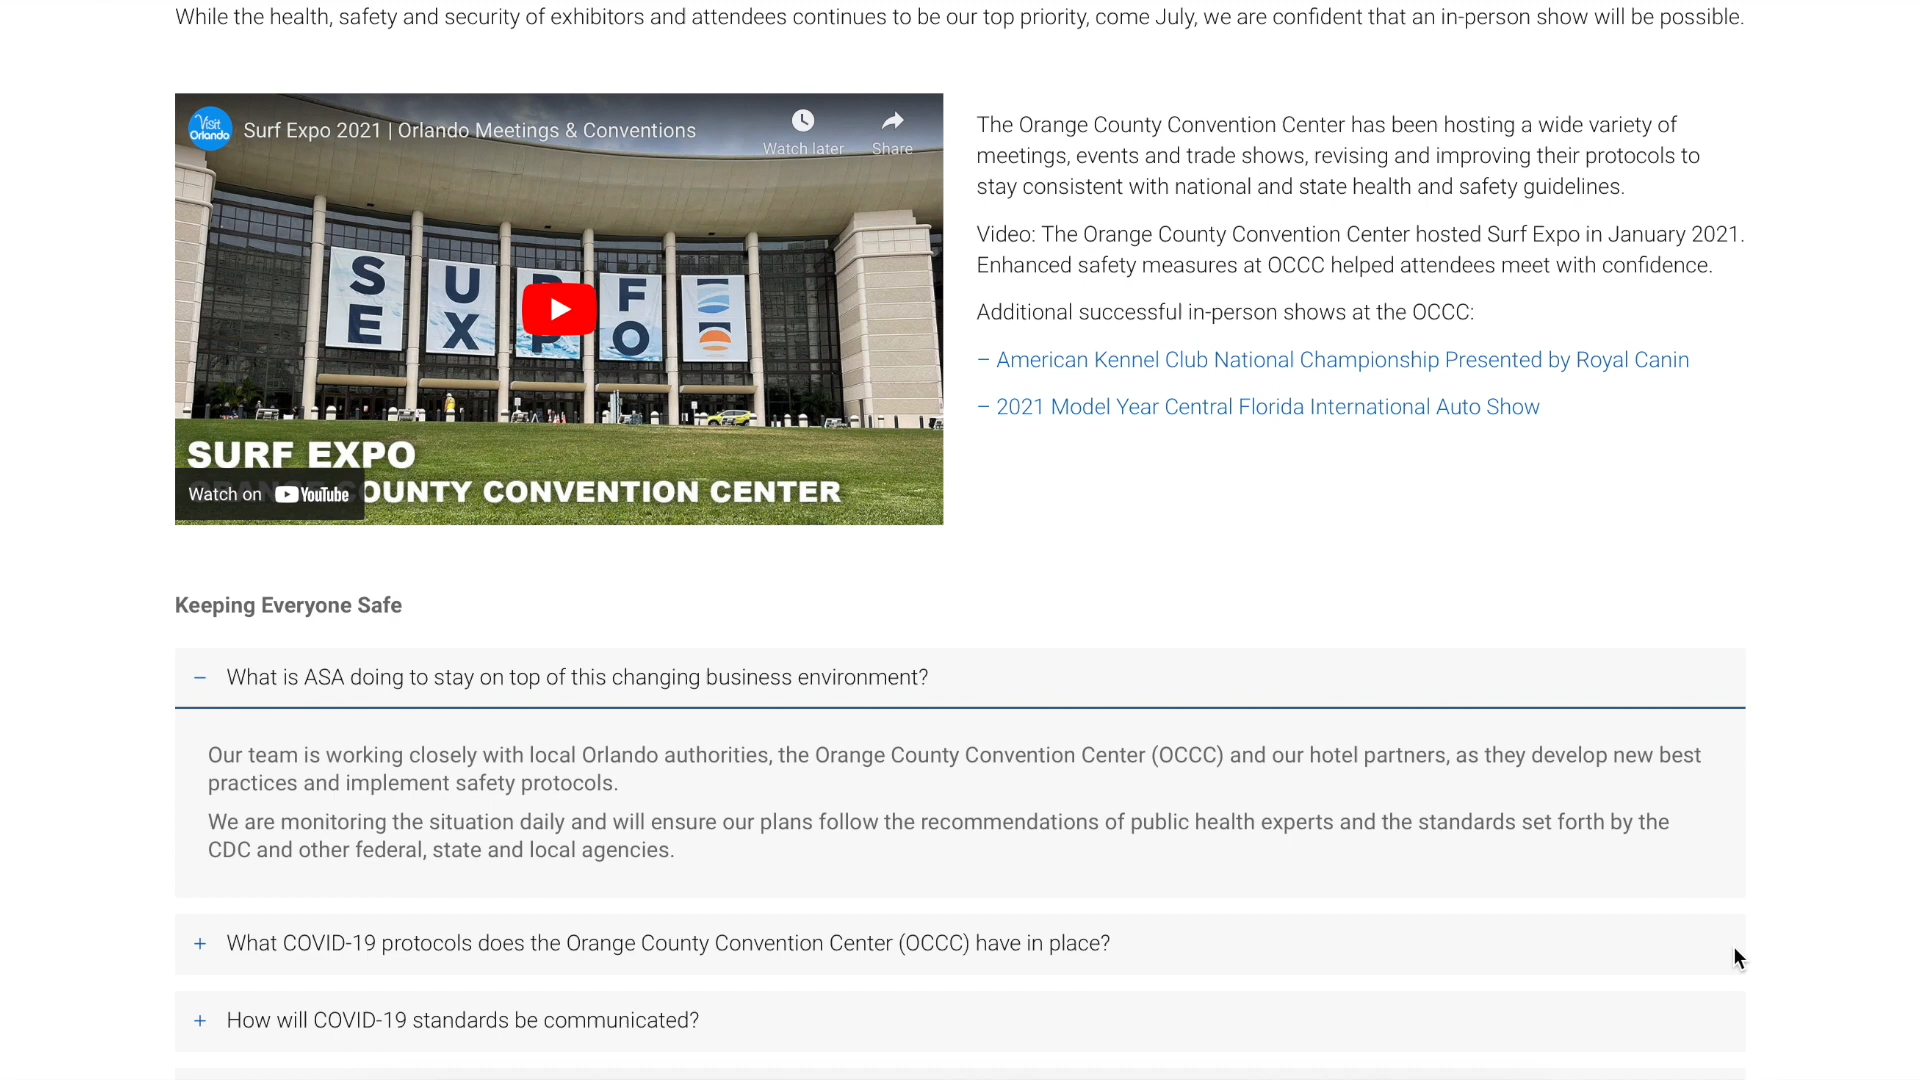 While the health, safety and security of exhibitors and attendees continues to be our top priority, come July, we are confident that an in-person show will be possible.
Visit
Orlando
Surf Expo 2021 | Orlando Meetings & Conventions
Watch later
Share
SURF
EXPO
SURF EXPO
OUNTY CONVENTION CENTER
Watch on YouTube
The Orange County Convention Center has been hosting a wide variety of
meetings, events and trade shows, revising and improving their protocols to
stay consistent with national and state health and safety guidelines.
Video: The Orange County Convention Center hosted Surf Expo in January 2021.
Enhanced safety measures at OCCC helped attendees meet with confidence.
Additional successful in-person shows at the OCCC:
– American Kennel Club National Championship Presented by Royal Canin
– 2021 Model Year Central Florida International Auto Show
Keeping Everyone Safe
– What is ASA doing to stay on top of this changing business environment?
Our team is working closely with local Orlando authorities, the Orange County Convention Center (OCCC) and our hotel partners, as they develop new best
practices and implement safety protocols.
We are monitoring the situation daily and will ensure our plans follow the recommendations of public health experts and the standards set forth by the
CDC and other federal, state and local agencies.
+ What COVID-19 protocols does the Orange County Convention Center (OCCC) have in place?
+ How will COVID-19 standards be communicated?